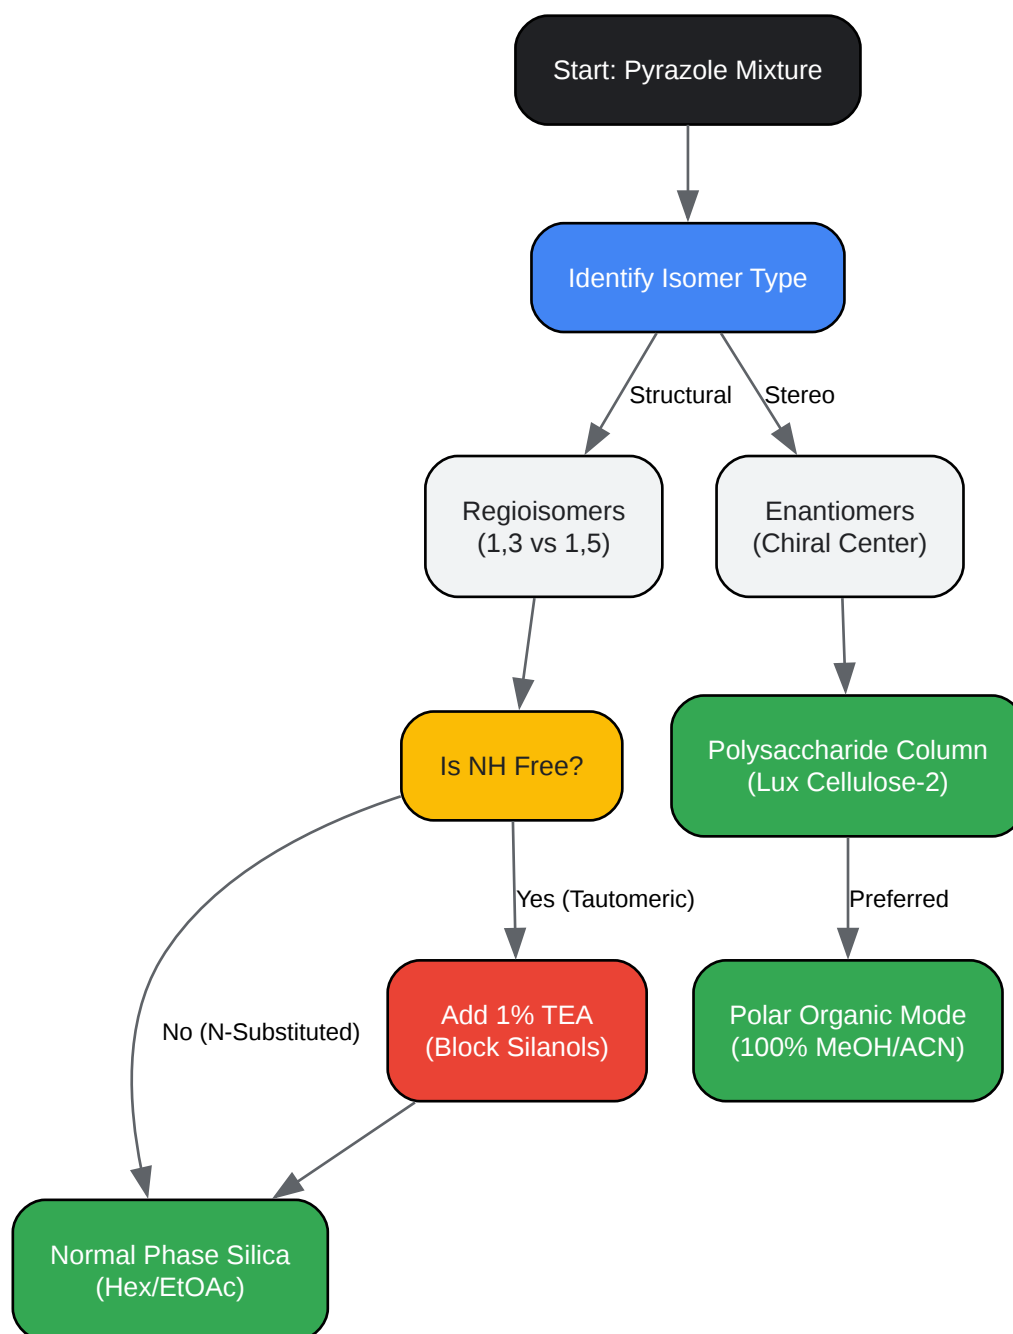 Start: Pyrazole Mixture
Identify Isomer Type
Structural
Stereo
Regioisomers
(1,3 vs 1,5)
Enantiomers
(Chiral Center)
Is NH Free?
Polysaccharide Column
(Lux Cellulose-2)
Yes (Tautomeric)
Preferred
No (N-Substituted)
Add 1% TEA
(Block Silanols)
Polar Organic Mode
(100% MeOH/ACN)
Normal Phase Silica
(Hex/EtOAc)